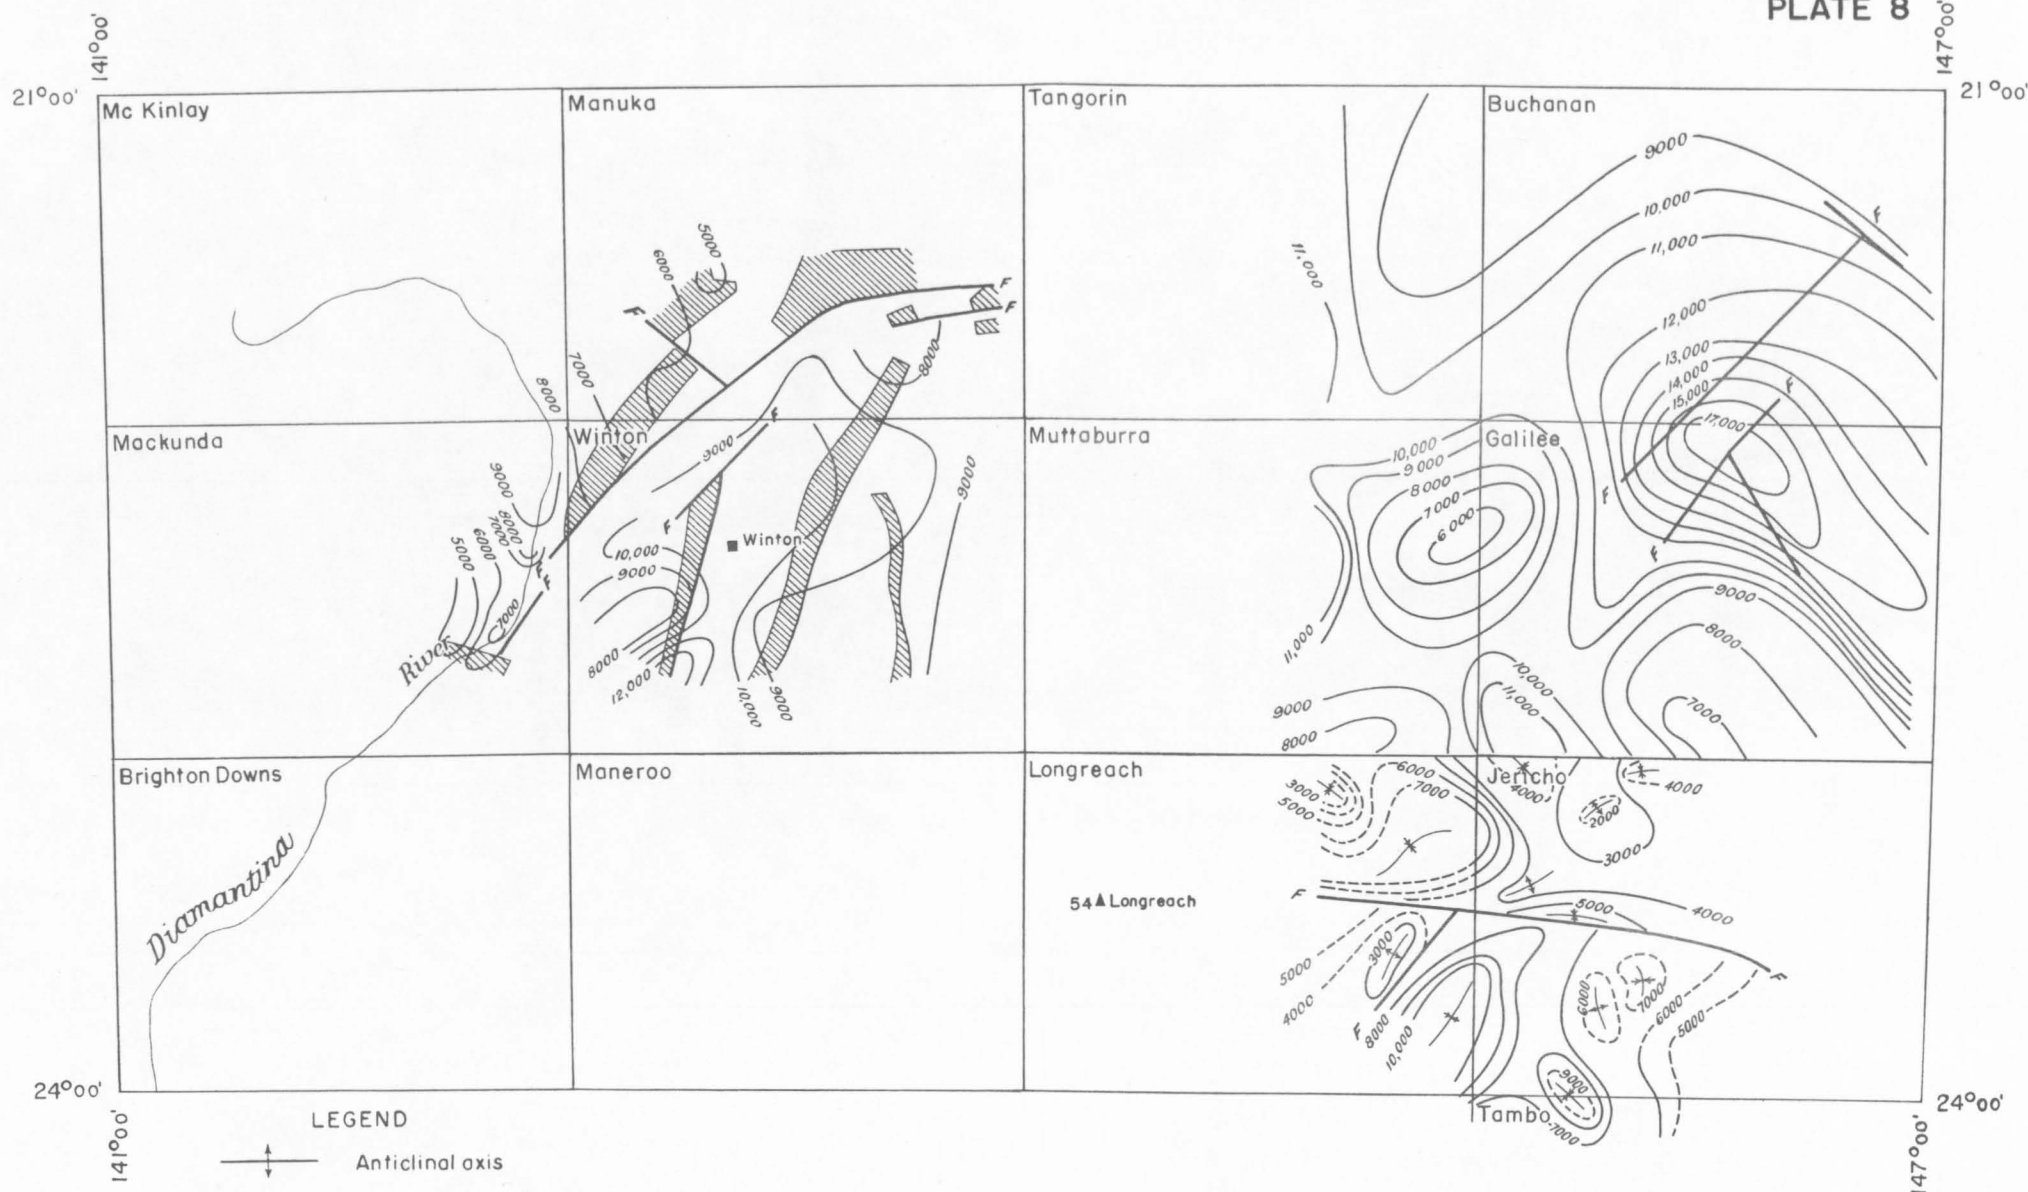 PLATE 8
141°00'
147°00'
21°00'
21°00'
Mc Kinlay
Manuka
Tangorin
Buchanan
9000
10,000
11,000
12,000
13,000
14,000
15,000
17,000
F
F
F
F
11,000
5000
6000
F
F
F
7000
8000
8000
Mackunda
Winton
Muttaburra
Galilee
9000
F
F
9000
Winton
10,000
9000
8000
12,000
10,000
9000
9000
8000
7000
6000
5000
F
F
7000
River
10,000
9000
8000
7000
6000
11,000
9000
8000
10,000
11,000
9000
8000
7000
Brighton Downs
Maneroo
Longreach
Jericho
3000
5000
6000
7000
4000
4000
2000
3000
Diamantina
54 Longreach
F
5000
4000
F
3000
5000
4000
F
8000
10,000
6000
7000
6000
5000
9000
7000
Tambo
24°00'
24°00'
141°00'
147°00'
LEGEND
Anticlinal axis